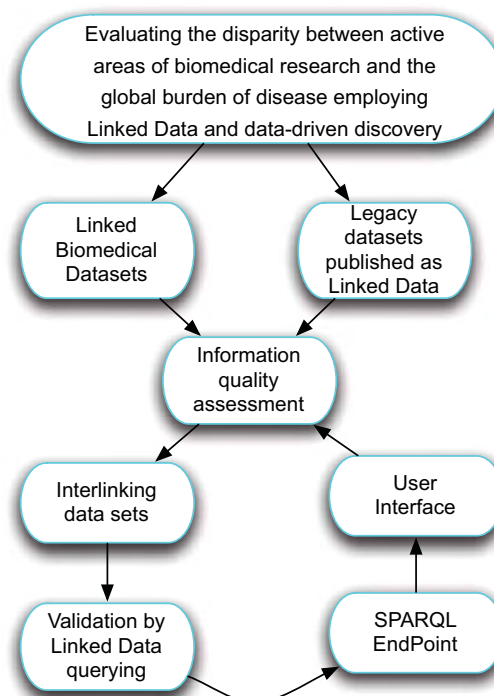 Evaluating the disparity between active
areas of biomedical research and the
global burden of disease employing
Linked Data and data-driven discovery
Linked
Biomedical
Datasets
Legacy
datasets
published as
Linked Data
Information
quality
assessment
Interlinking
data sets
User
Interface
Validation by
Linked Data
querying
SPARQL
EndPoint